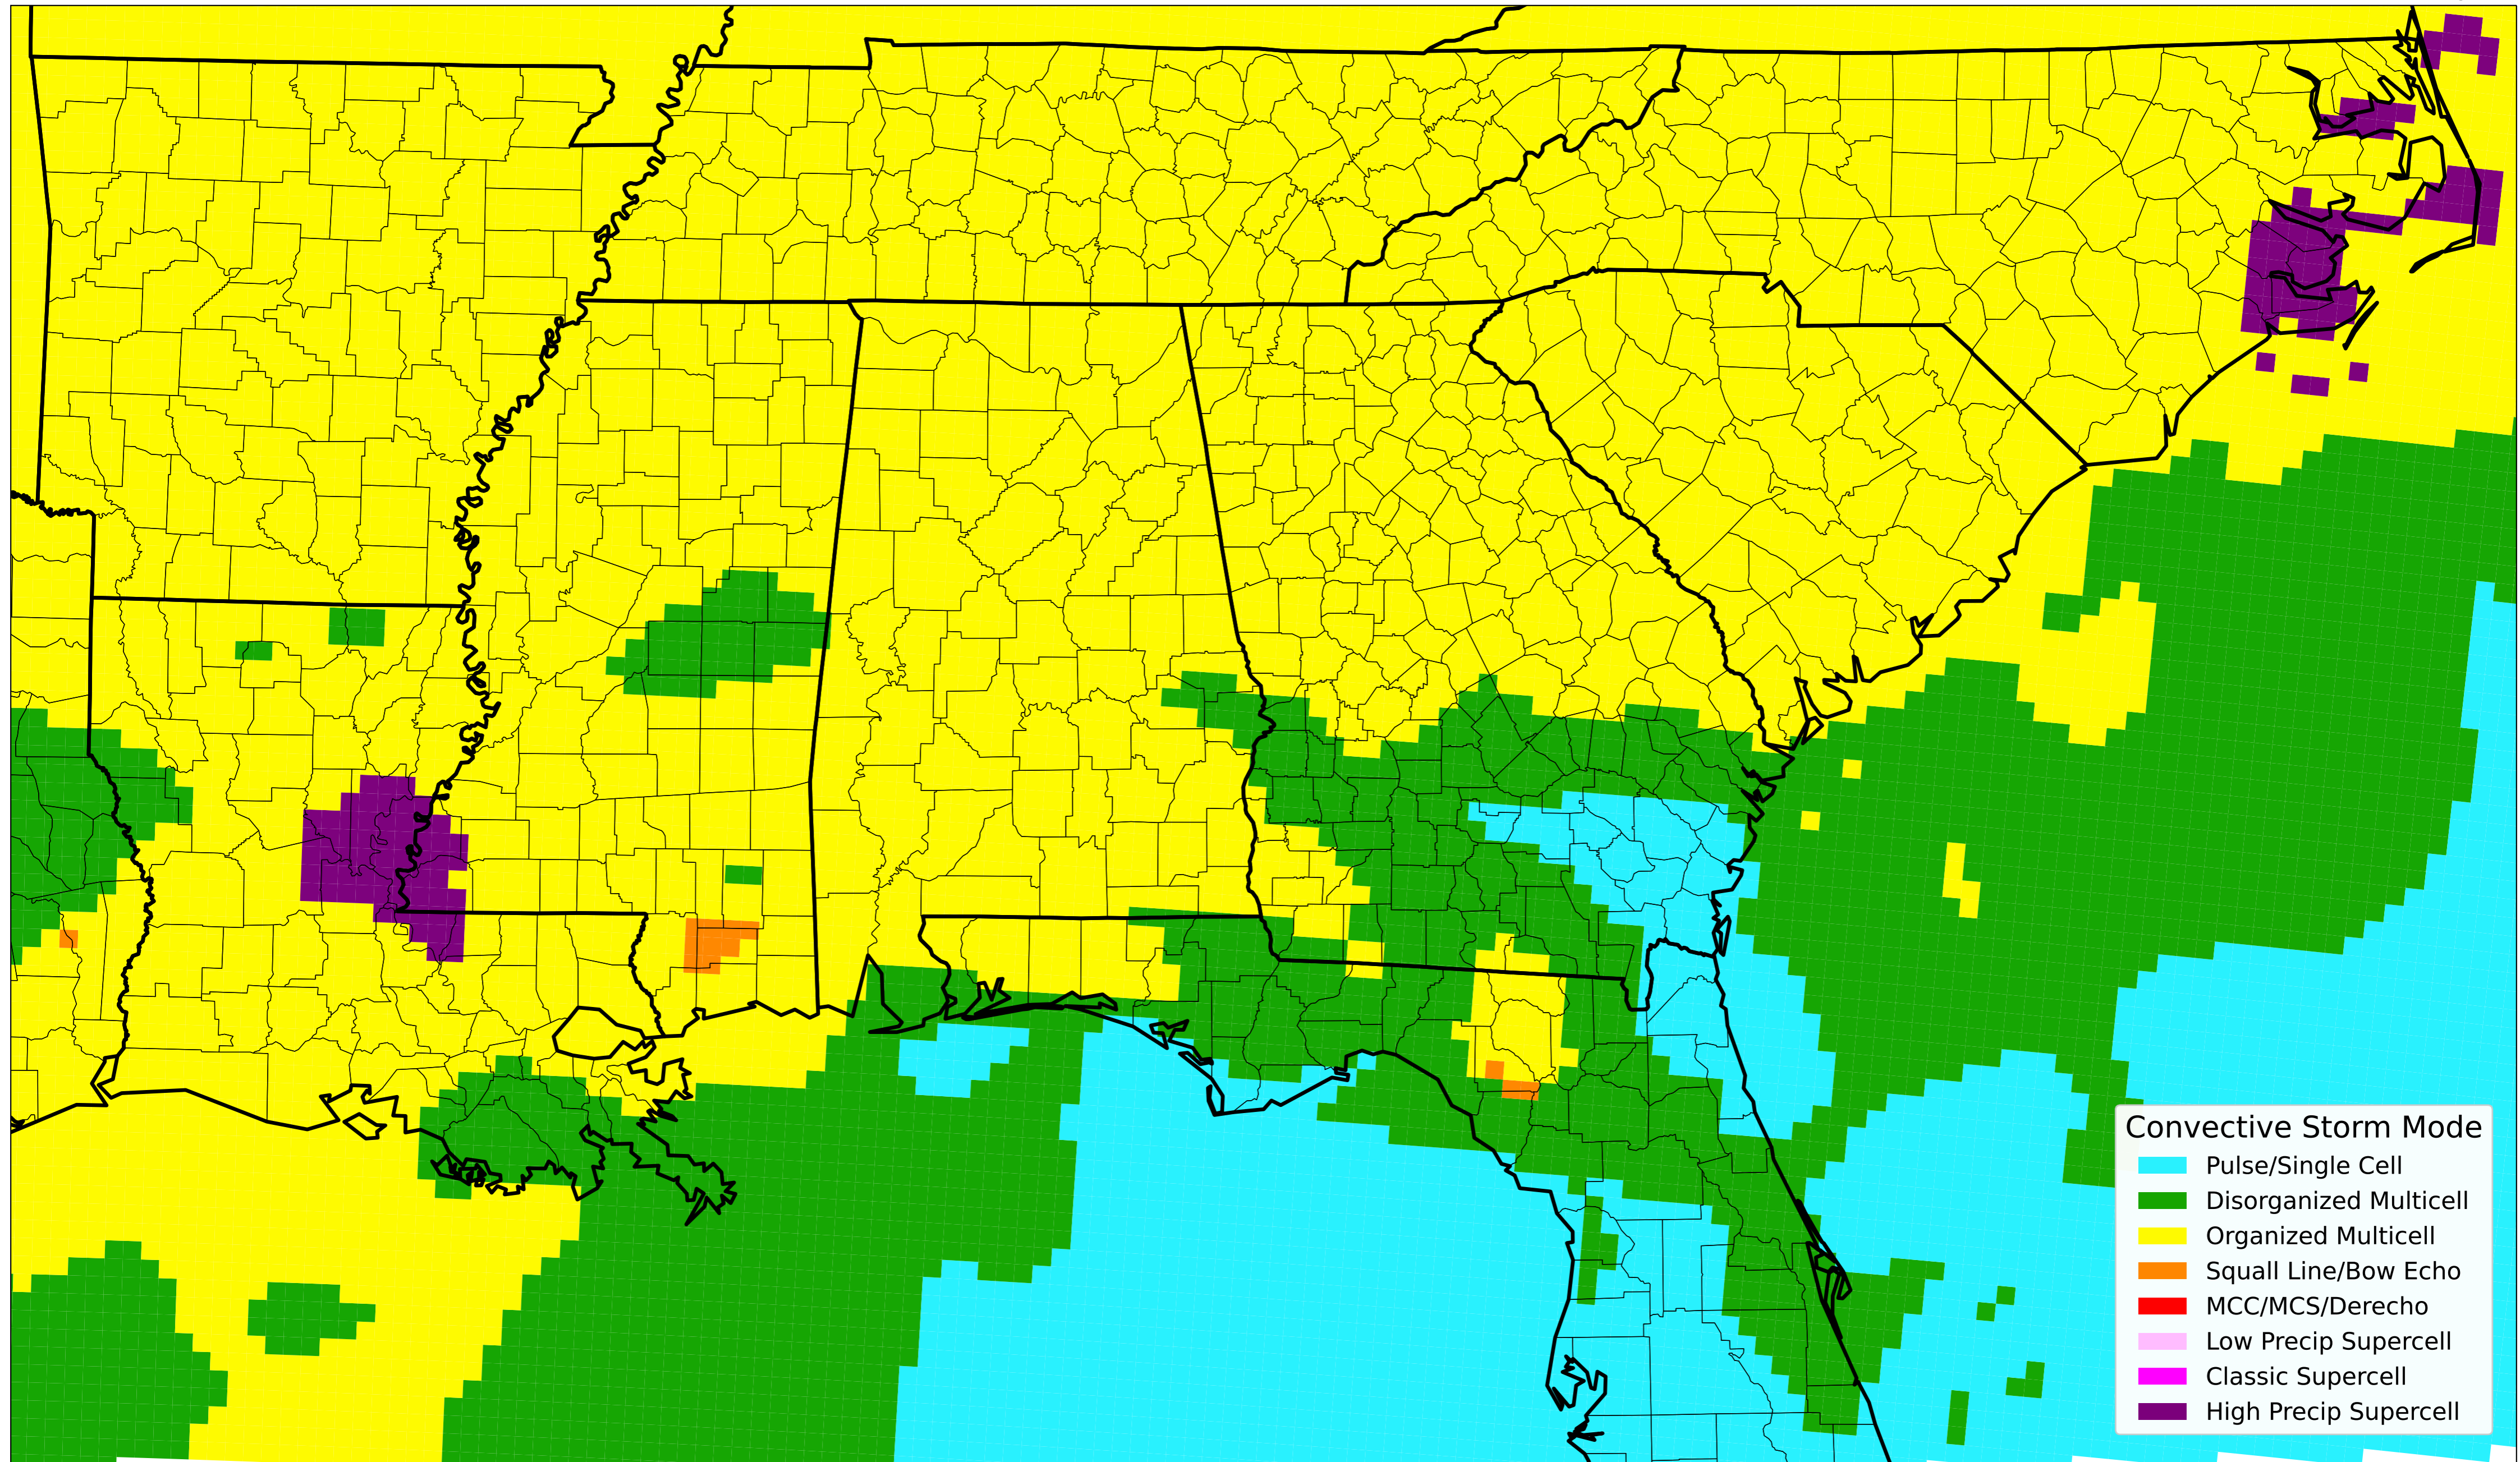 Convective Storm Mode
Pulse/Single Cell
Disorganized Multicell
Organized Multicell
Squall Line/Bow Echo
MCC/MCS/Derecho
Low Precip Supercell
Classic Supercell
High Precip Supercell